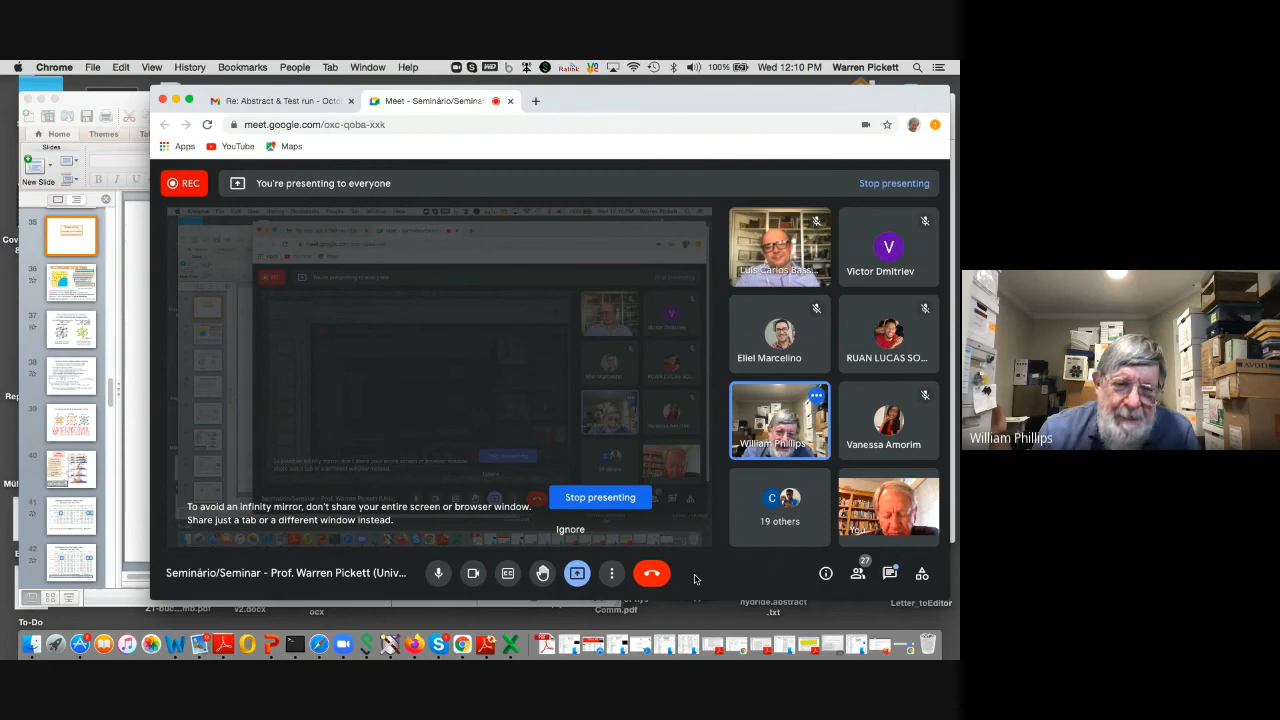 Chrome File Edit View History Bookmarks People Tab Window Help 100% Wed 12:10 PM Warren Pickett
Re: Abstract & Test run - Octo
Meet - Seminário/Seminar
meet.google.com/oxc-qoba-xxk
Apps YouTube Maps
Home Themes
Slides
New Slide
REC
You're presenting to everyone
Stop presenting
Luis Carlos Bass...
Victor Dmitriev
Eliel Marcelino
RUAN LUCAS SO...
William Phillips
Vanessa Amorim
19 others
You
35
36
37
38
39
40
41
42
To avoid an infinity mirror, don't share your entire screen or browser window.
Share just a tab or a different window instead.
Stop presenting
Ignore
Seminário/Seminar - Prof. Warren Pickett (Univ...
27
v2.docx
ocx
Comm.pdf
hydride.abstract
.txt
Letter_toEditor
To-Do
William Phillips